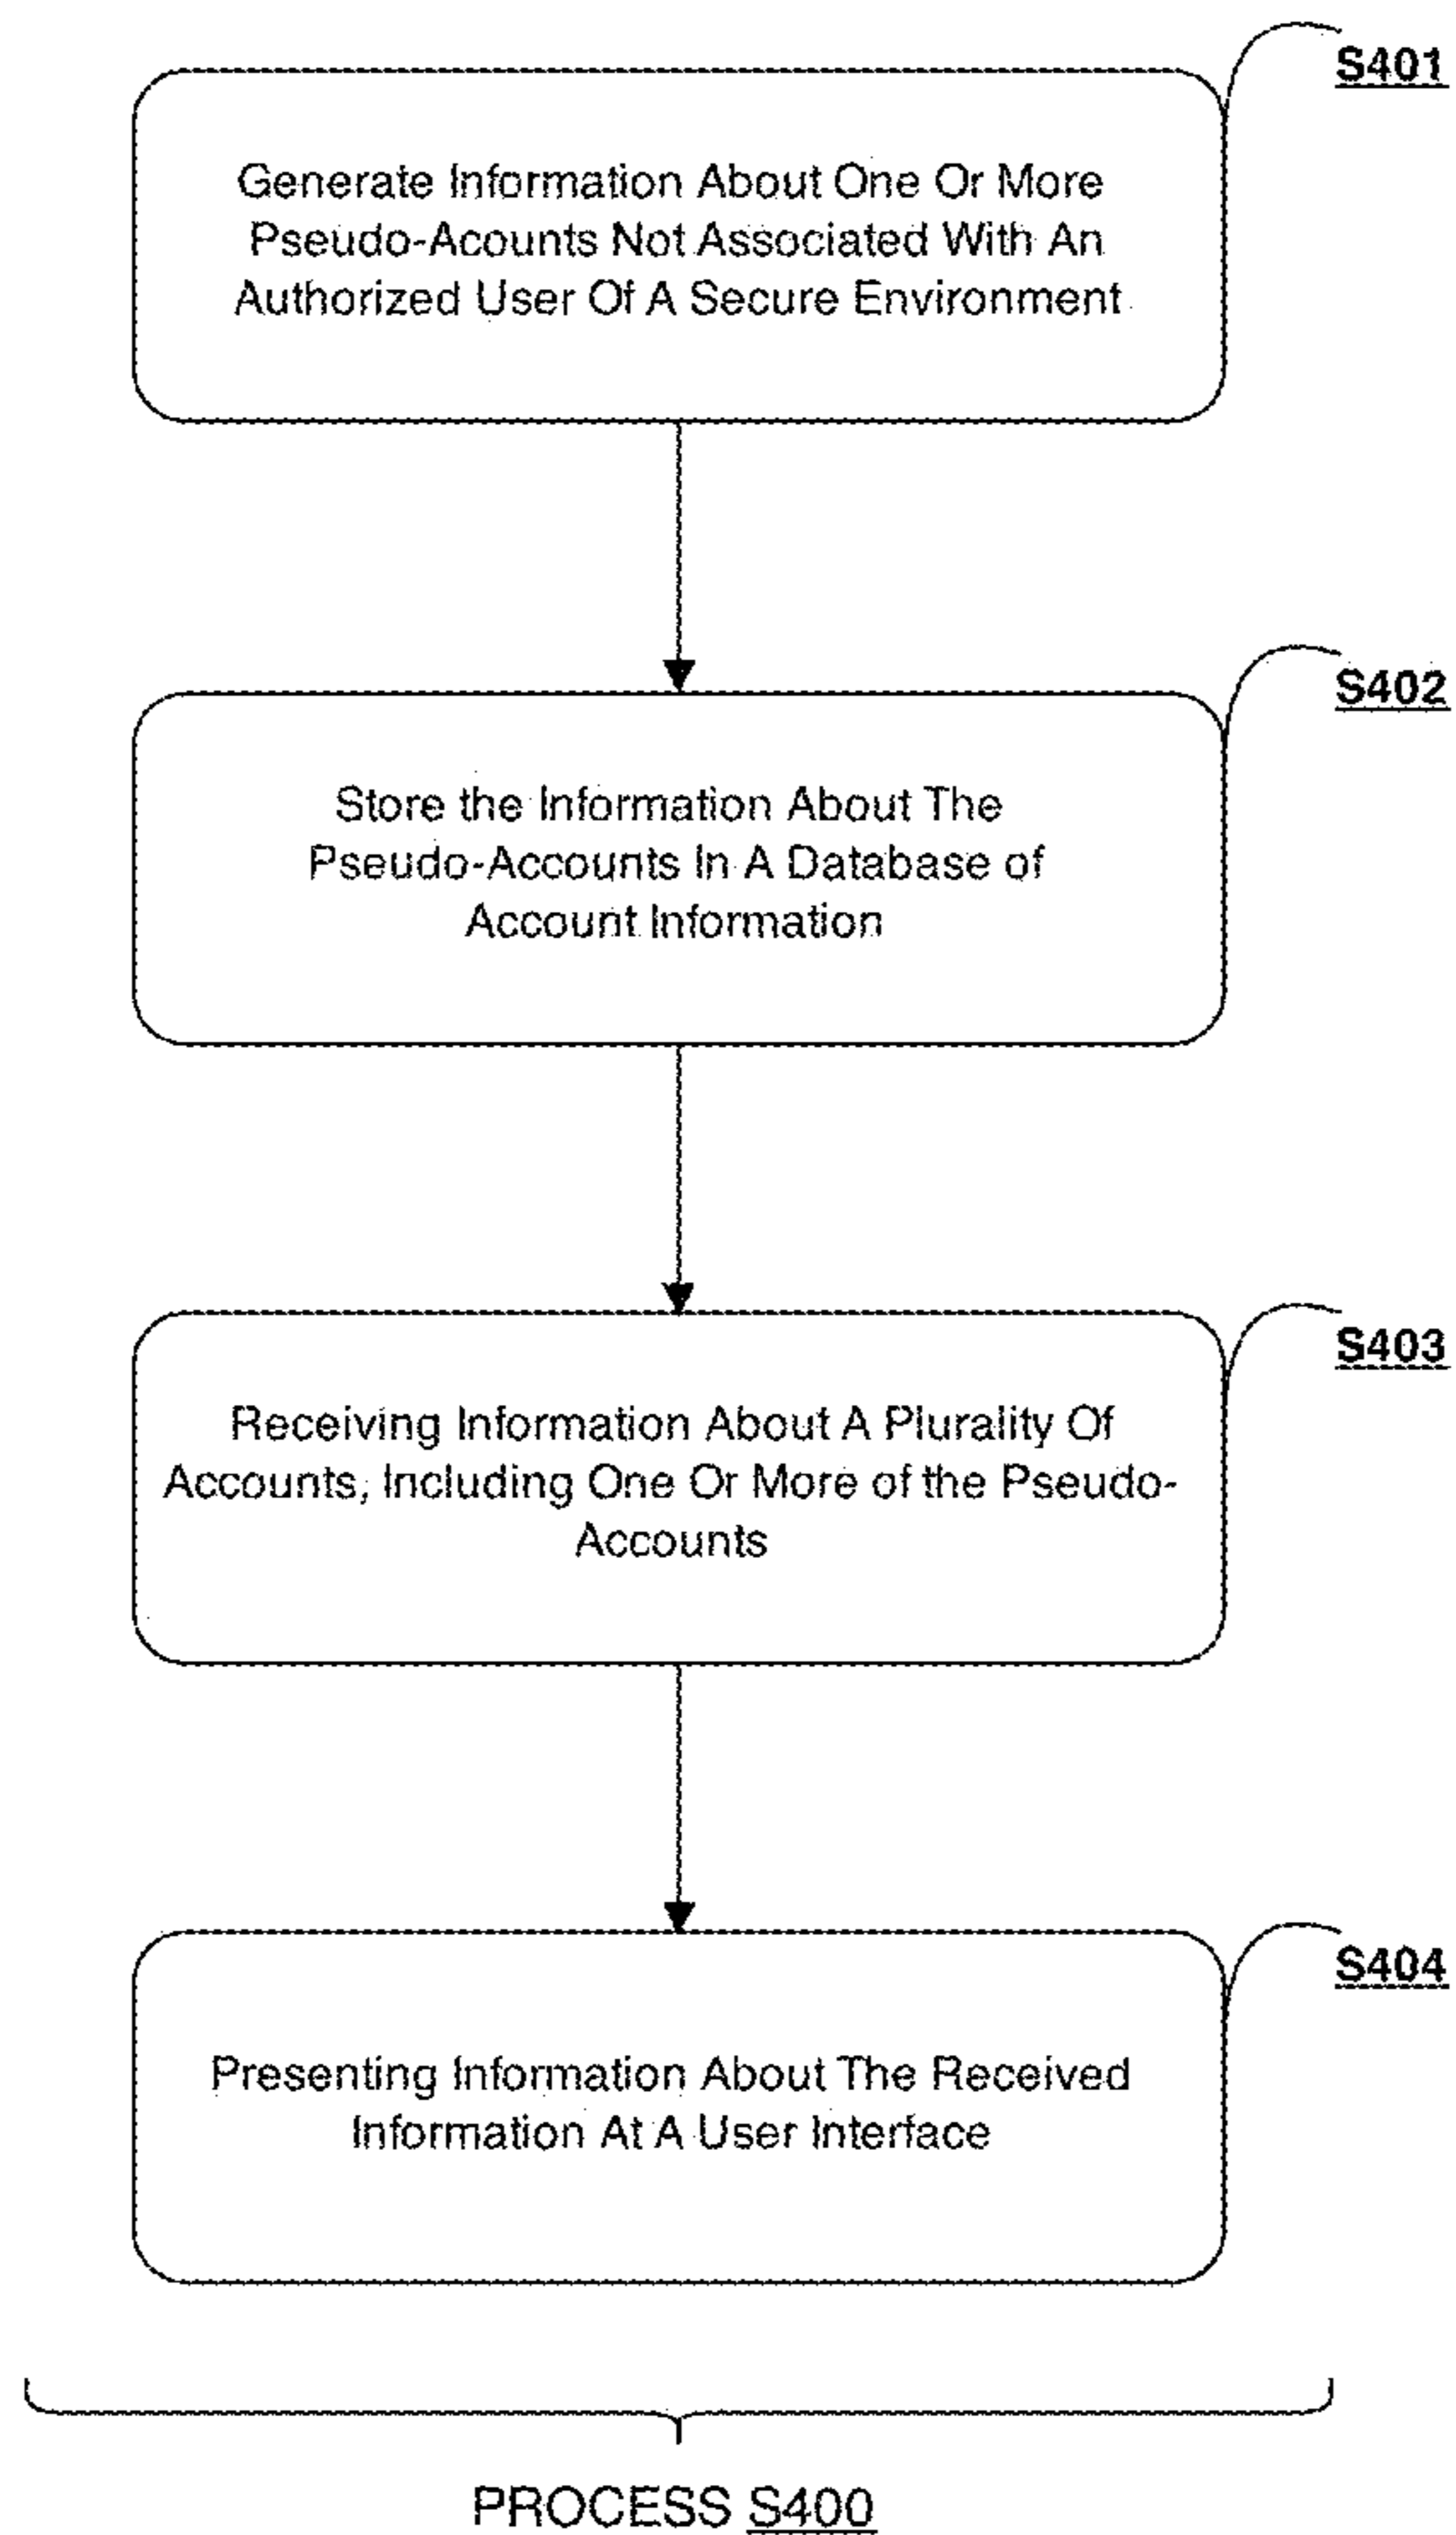 S401
Generate Information About One Or More
Pseudo-Acounts Not Associated With An
Authorized User Of A Secure Environment
S402
Store the Information About The
Pseudo-Accounts In A Database of
Account Information
S403
Receiving Information About A Plurality Of
Accounts, Including One Or More of the Pseudo-
Accounts
S404
Presenting Information About The Received
Information At A User Interface
PROCESS S400